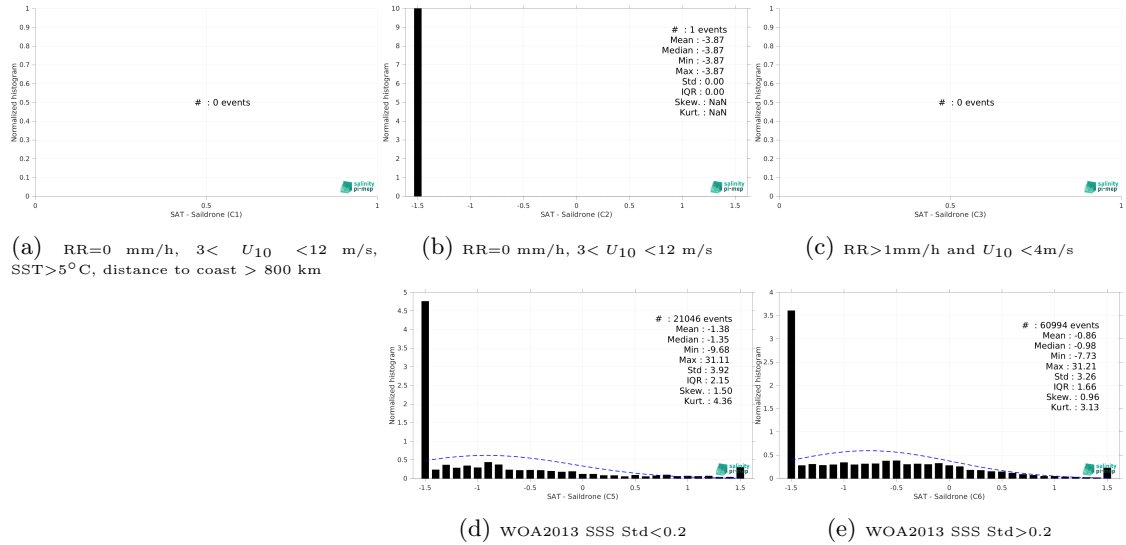 1
0.9
0.8
0.7
0.6
0.5
0.4
0.3
0.2
0.1
0
Normalized histogram
# : 0 events
salinity
pi-mep
0 0.5 1
SAT - Saildrone (C1)
(a) RR=0 mm/h, 3< U10 <12 m/s,
SST>5°C, distance to coast > 800 km
10
9
8
7
6
5
4
3
2
1
0
Normalized histogram
# : 1 events
Mean : -3.87
Median : -3.87
Min : -3.87
Max : -3.87
Std : 0.00
IQR : 0.00
Skew. : NaN
Kurt. : NaN
salinity
pi-mep
-1.5 -1 -0.5 0 0.5 1 1.5
SAT - Saildrone (C2)
(b) RR=0 mm/h, 3< U10 <12 m/s
1
0.9
0.8
0.7
0.6
0.5
0.4
0.3
0.2
0.1
0
Normalized histogram
# : 0 events
salinity
pi-mep
0 0.5 1
SAT - Saildrone (C3)
(c) RR>1mm/h and U10 <4m/s
5
4.5
4
3.5
3
2.5
2
1.5
1
0.5
0
Normalized histogram
# : 21046 events
Mean : -1.38
Median : -1.35
Min : -9.68
Max : 31.11
Std : 3.92
IQR : 2.15
Skew. : 1.50
Kurt. : 4.36
salinity
pi-mep
-1.5 -1 -0.5 0 0.5 1 1.5
SAT - Saildrone (C5)
(d) WOA2013 SSS Std<0.2
4
3.5
3
2.5
2
1.5
1
0.5
0
Normalized histogram
# : 60994 events
Mean : -0.86
Median : -0.98
Min : -7.73
Max : 31.21
Std : 3.26
IQR : 1.66
Skew. : 0.96
Kurt. : 3.13
salinity
pi-mep
-1.5 -1 -0.5 0 0.5 1 1.5
SAT - Saildrone (C6)
(e) WOA2013 SSS Std>0.2